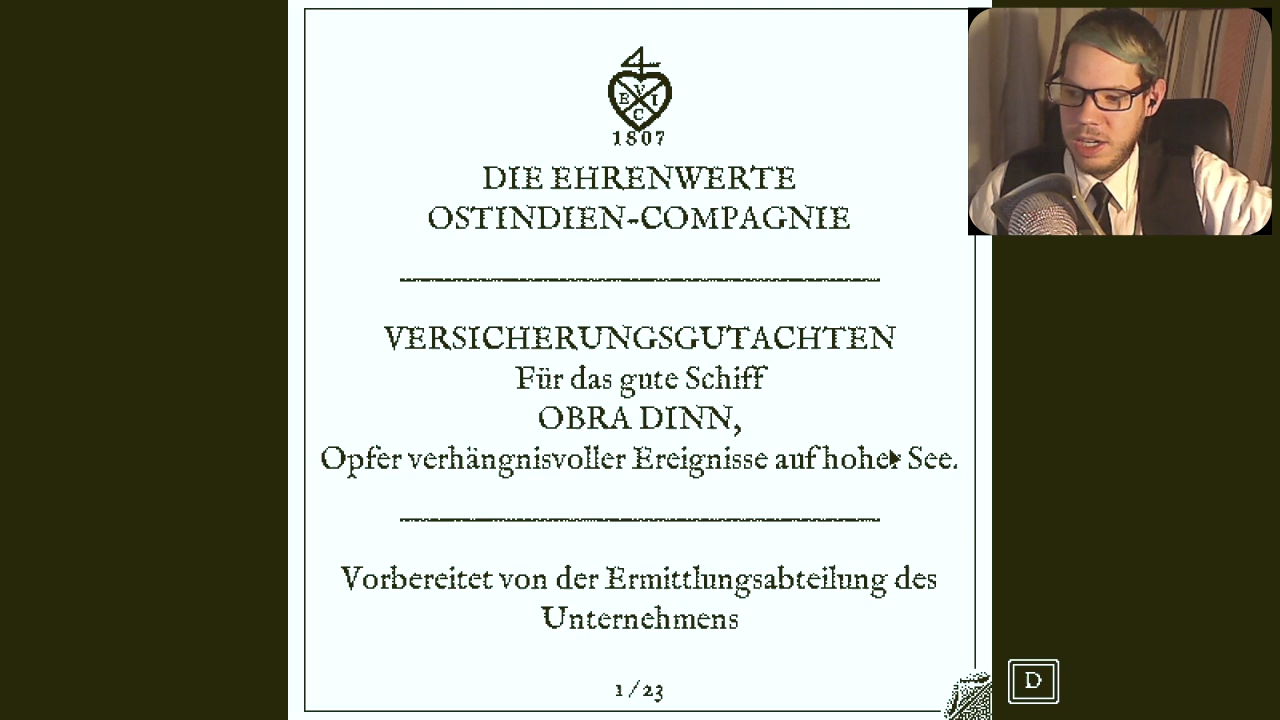 4
V
E I
C
1807
DIE EHRENWERTE
OSTINDIEN-COMPAGNIE
VERSICHERUNGSGUTACHTEN
Für das gute Schiff
OBRA DINN,
Opfer verhängnisvoller Ereignisse auf hoher See.
Vorbereitet von der Ermittlungsabteilung des
Unternehmens
1/23
D